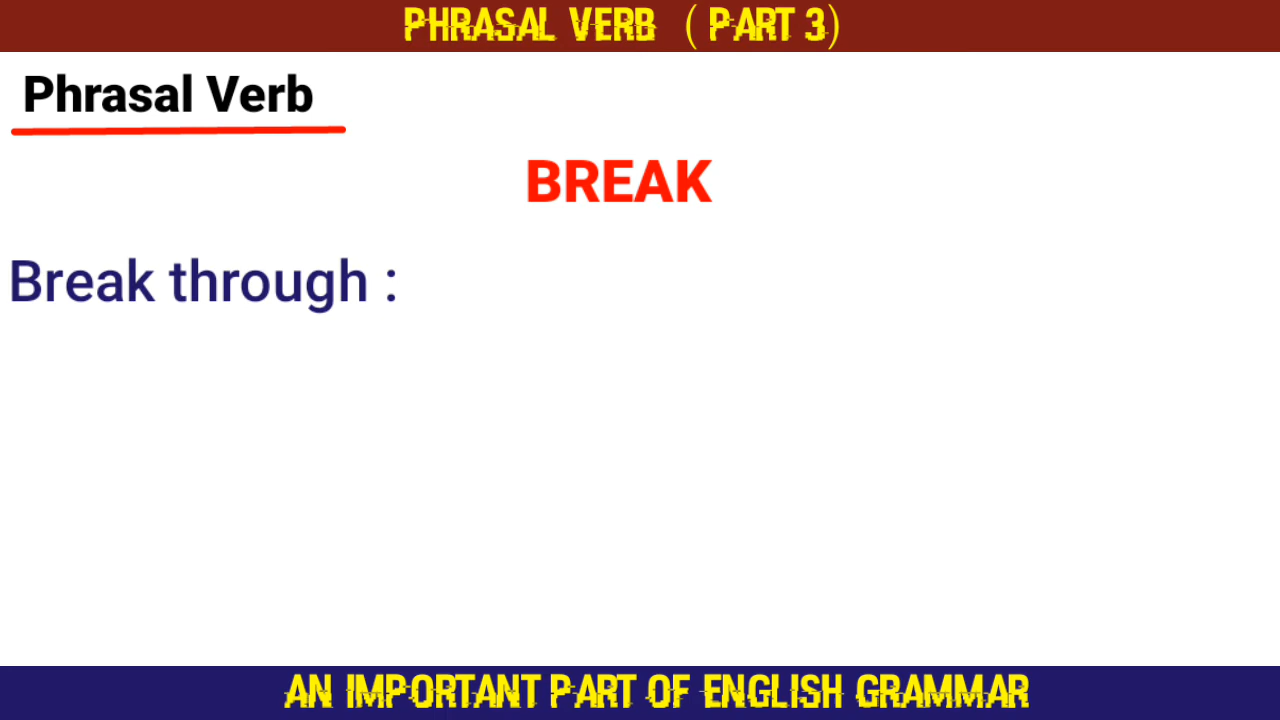 PHRASAL VERB ( PART 3)
Phrasal Verb
BREAK
Break through :
AN IMPORTANT PART OF ENGLISH GRAMMAR